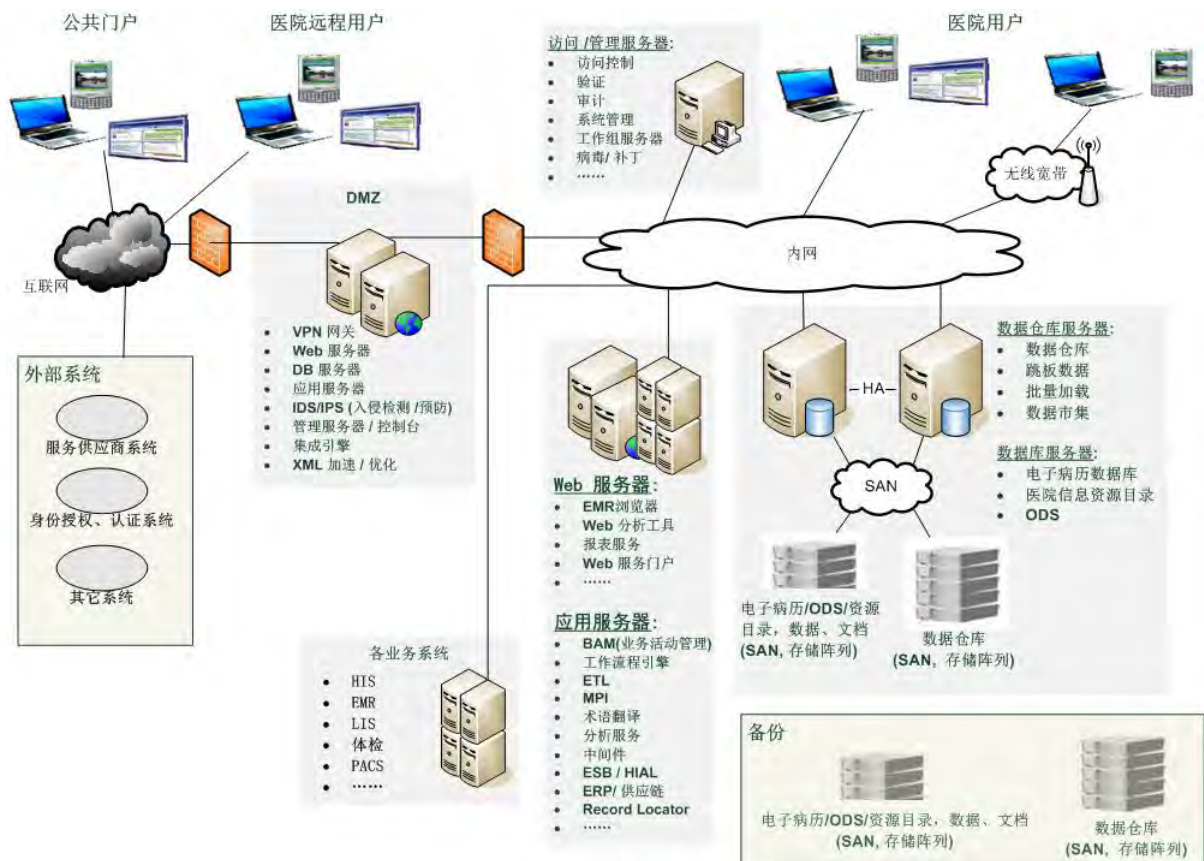 公共门户
医院远程用户
访问 /管理服务器:
访问控制
验证
审计
系统管理
工作组服务器
病毒/ 补丁
……
医院用户
无线宽带
DMZ
内网
互联网
VPN 网关
Web 服务器
DB 服务器
应用服务器
IDS/IPS (入侵检测 /预防)
管理服务器 / 控制台
集成引擎
XML 加速 / 优化
外部系统
服务供应商系统
身份授权、认证系统
其它系统
各业务系统
HIS
EMR
LIS
体检
PACS
……
Web 服务器:
EMR浏览器
Web 分析工具
报表服务
Web 服务门户
……
应用服务器:
BAM(业务活动管理)
工作流程引擎
ETL
MPI
术语翻译
分析服务
中间件
ESB / HIAL
ERP/ 供应链
Record Locator
……
HA
数据仓库服务器:
数据仓库
跳板数据
批量加载
数据市集
数据库服务器:
电子病历数据库
医院信息资源目录
ODS
SAN
电子病历/ODS/资源
目录，数据、文档
(SAN, 存储阵列)
数据仓库
(SAN, 存储阵列)
备份
电子病历/ODS/资源目录，数据、文档
(SAN, 存储阵列)
数据仓库
(SAN, 存储阵列)